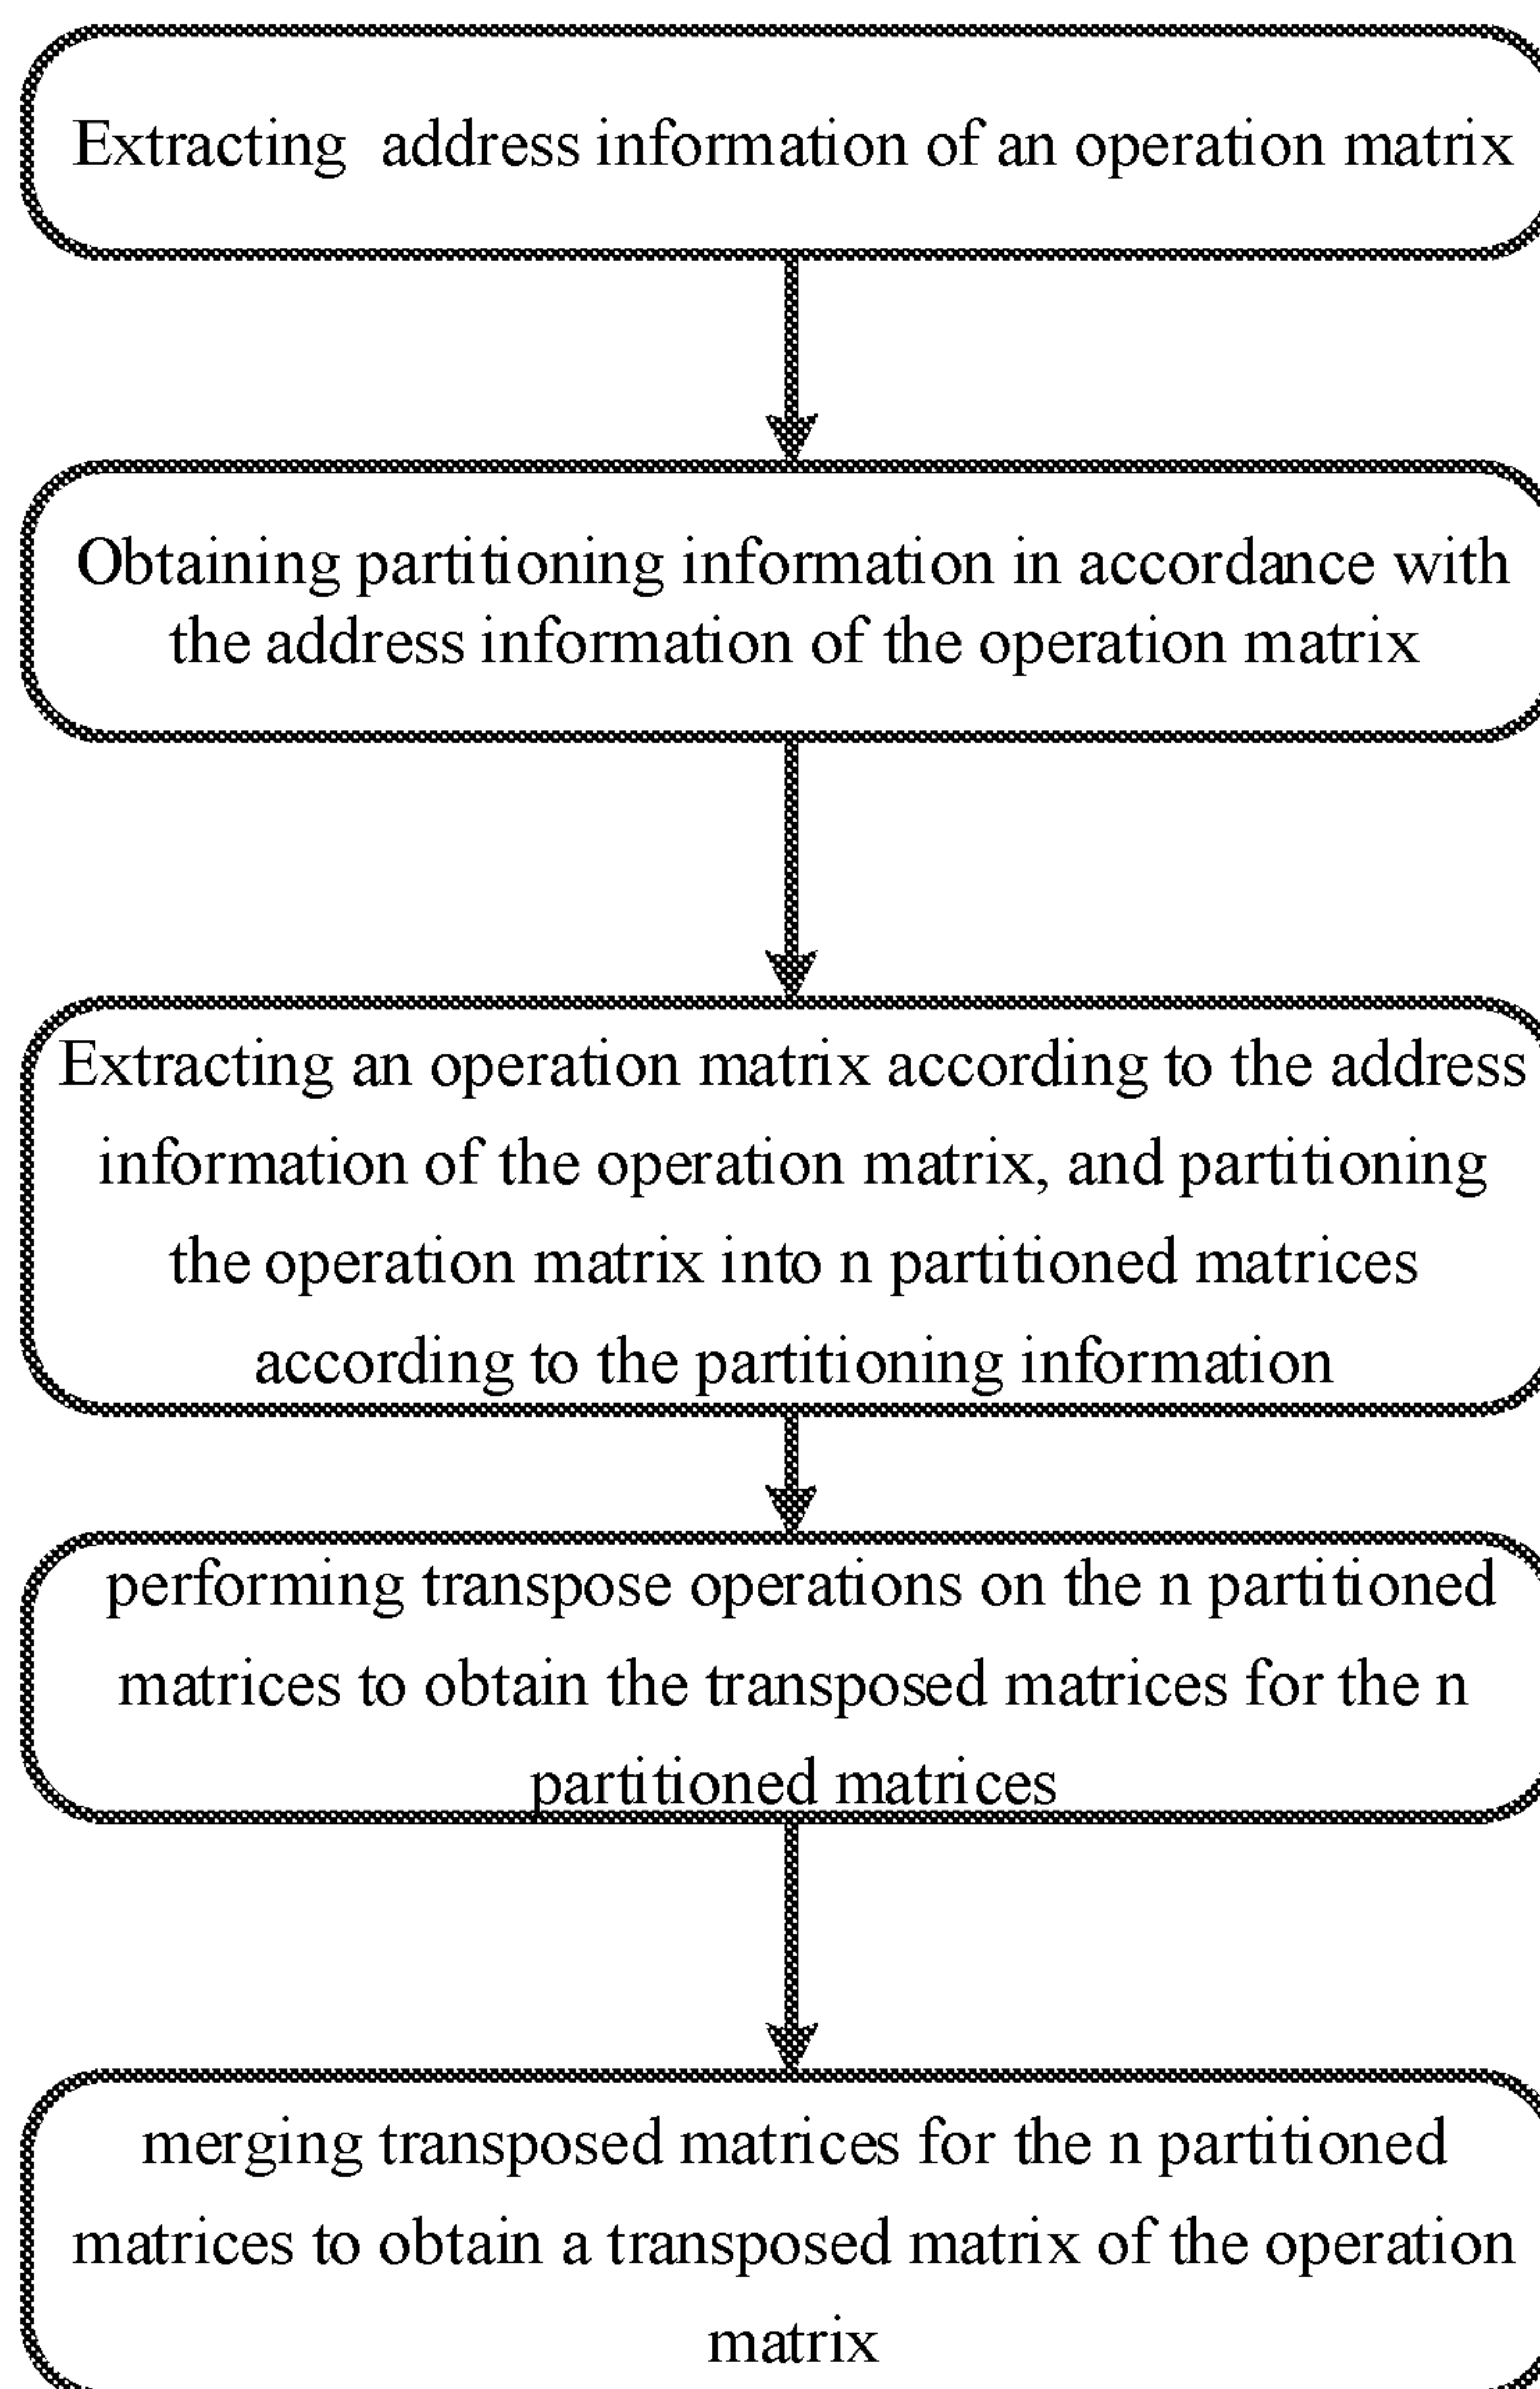 Extracting address information of an operation matrix
Obtaining partitioning information in accordance with
the address information of the operation matrix
Extracting an operation matrix according to the address
information of the operation matrix, and partitioning
the operation matrix into n partitioned matrices
according to the partitioning information
performing transpose operations on the n partitioned
matrices to obtain the transposed matrices for the n
partitioned matrices
merging transposed matrices for the n partitioned
matrices to obtain a transposed matrix of the operation
matrix